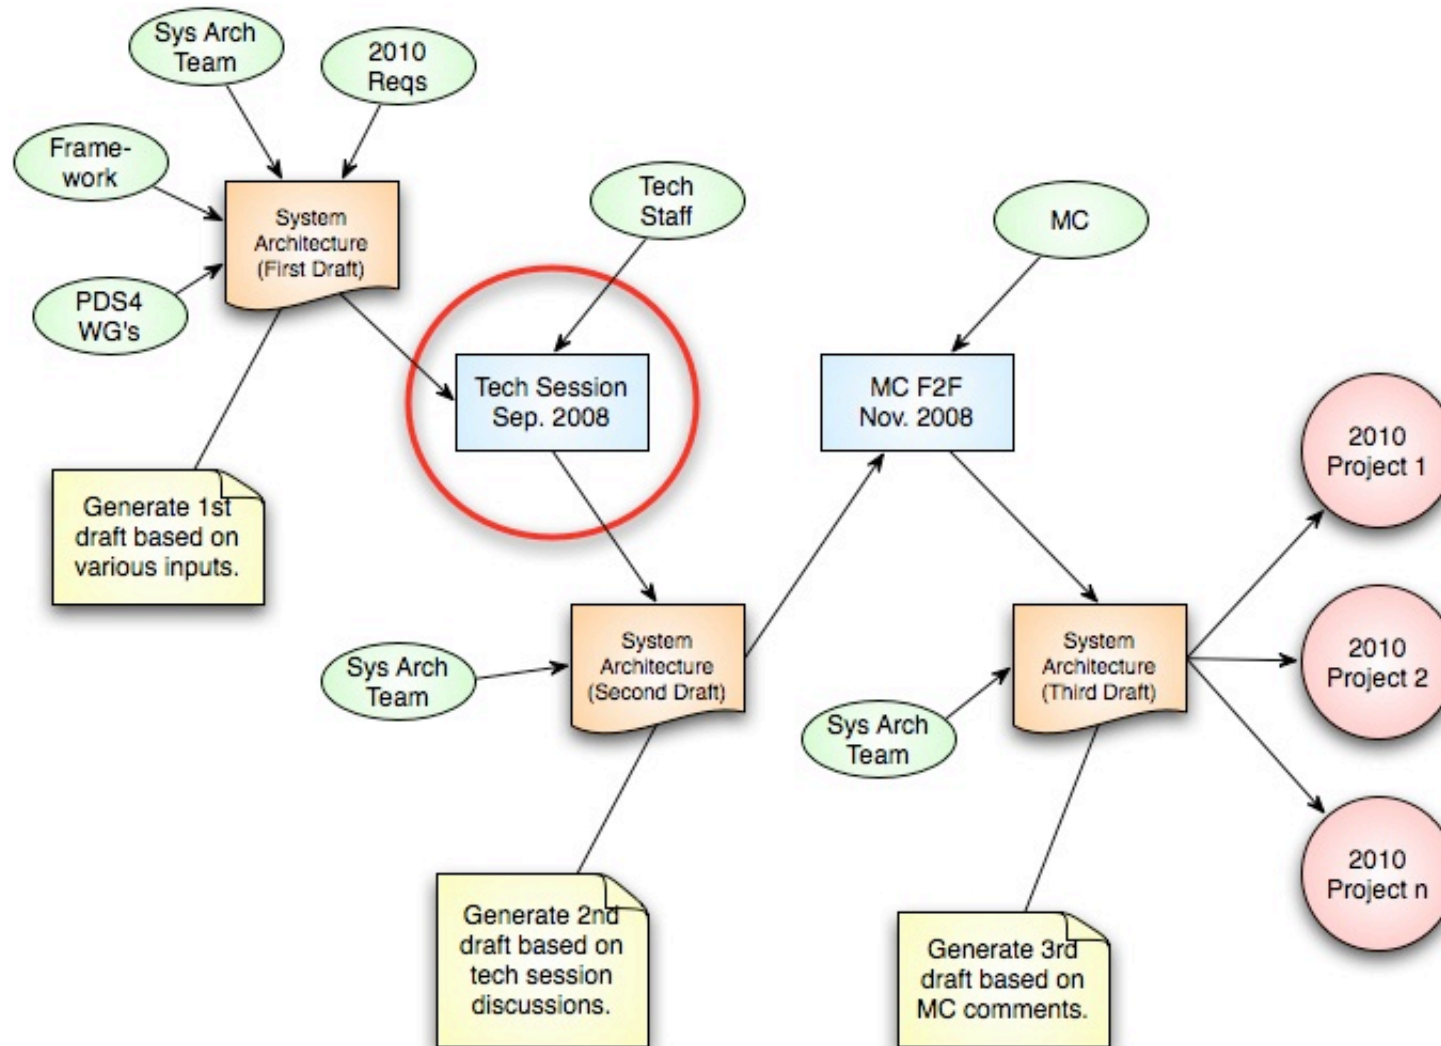 Sys Arch
Team
2010
Reqs
Frame-
work
System
Architecture
(First Draft)
PDS4
WG's
Tech
Staff
MC
Tech Session
Sep. 2008
MC F2F
Nov. 2008
2010
Project 1
Generate 1st
draft based on
various inputs.
Sys Arch
Team
System
Architecture
(Second Draft)
Sys Arch
Team
System
Architecture
(Third Draft)
2010
Project 2
2010
Project n
Generate 2nd
draft based on
tech session
discussions.
Generate 3rd
draft based on
MC comments.